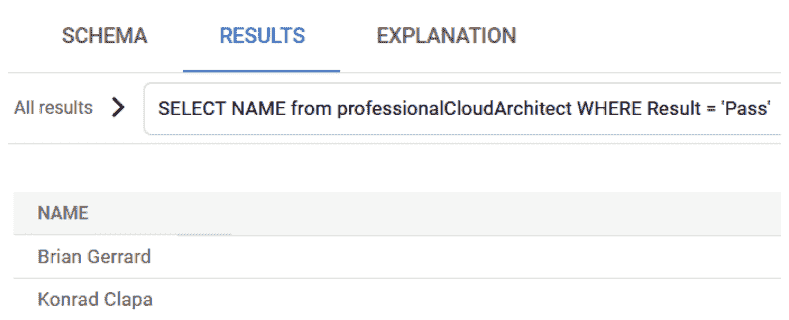 SCHEMA RESULTS EXPLANATION
All results > SELECT NAME from professionalCloudArchitect WHERE Result = 'Pass'
NAME
Brian Gerrard
Konrad Clapa